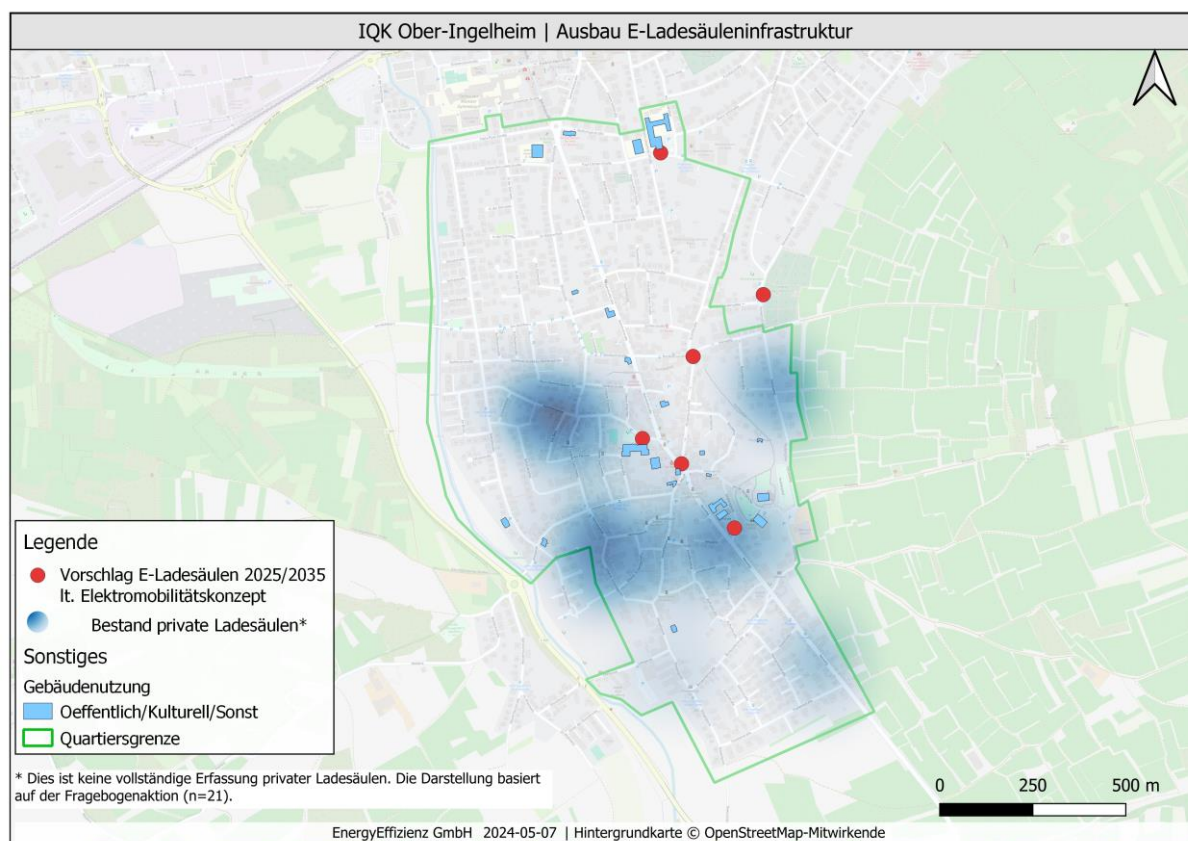 IQK Ober-Ingelheim | Ausbau E-Ladesäuleninfrastruktur
Legende
Vorschlag E-Ladesäulen 2025/2035
lt. Elektromobilitätskonzept
Bestand private Ladesäulen*
Sonstiges
Gebäudenutzung
Oeffentlich/Kulturell/Sonst
Quartiersgrenze
* Dies ist keine vollständige Erfassung privater Ladesäulen. Die Darstellung basiert
auf der Fragebogenaktion (n=21).
0 250 500 m
EnergyEffizienz GmbH 2024-05-07 | Hintergrundkarte © OpenStreetMap-Mitwirkende